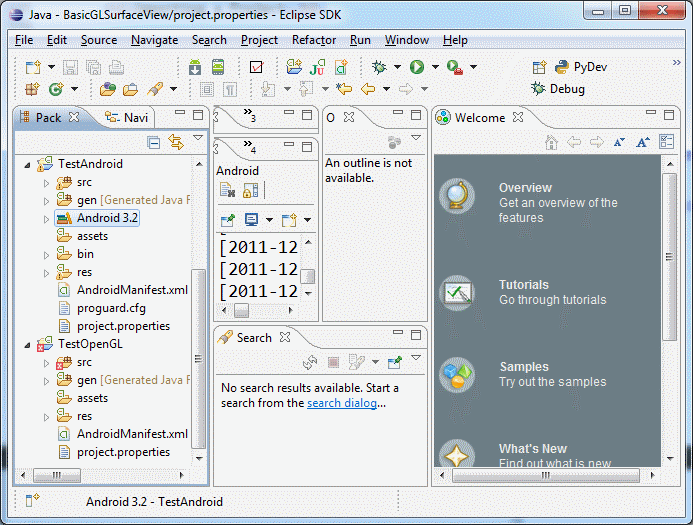 Java - BasicGLSurfaceView/project.properties - Eclipse SDK
File Edit Source Navigate Search Project Refactor Run Window Help
PyDev
Debug
Pack Navi
TestAndroid
src
gen [Generated Java F
Android 3.2
assets
bin
res
AndroidManifest.xml
proguard.cfg
project.properties
TestOpenGL
src
gen [Generated Java F
assets
res
AndroidManifest.xml
project.properties
3
4
Android
[2011-12
[2011-12
[2011-12
O
An outline is not
available.
Search
No search results available. Start a
search from the search dialog...
Welcome
Overview
Get an overview of the
features
Tutorials
Go through tutorials
Samples
Try out the samples
What's New
Find out what is new
Android 3.2 - TestAndroid